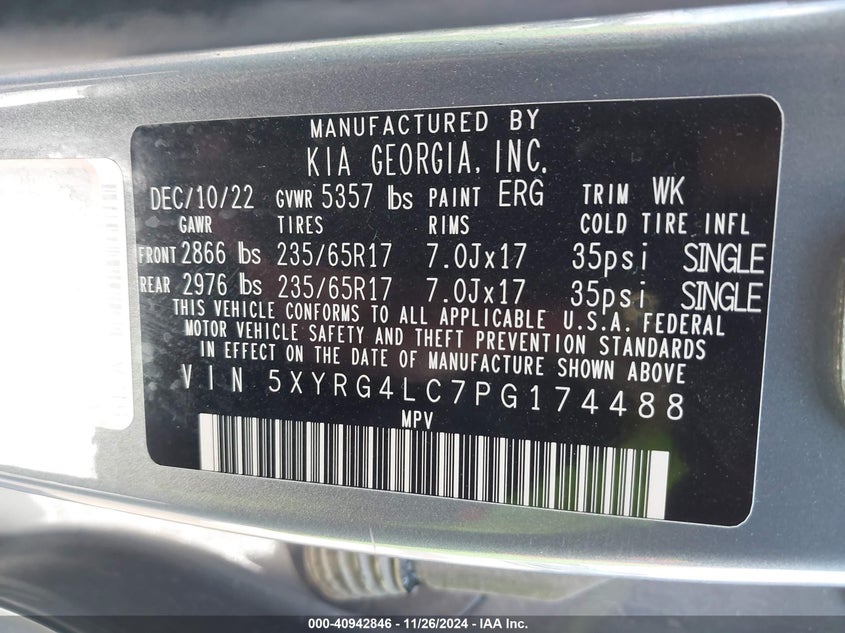 MANUFACTURED BY
KIA GEORGIA, INC.
DEC/10/22 GVWR 5357 lbs PAINT ERG TRIM WK
GAWR TIRES RIMS COLD TIRE INFL
FRONT 2866 lbs 235/65R17 7.0Jx17 35psi SINGLE
REAR 2976 lbs 235/65R17 7.0Jx17 35psi SINGLE
THIS VEHICLE CONFORMS TO ALL APPLICABLE U.S.A. FEDERAL
MOTOR VEHICLE SAFETY AND THEFT PREVENTION STANDARDS
IN EFFECT ON THE DATE OF MANUFACTURE SHOWN ABOVE
VIN 5XYRG4LC7PG174488
MPV
000-40942846 - 11/26/2024 - IAA Inc.